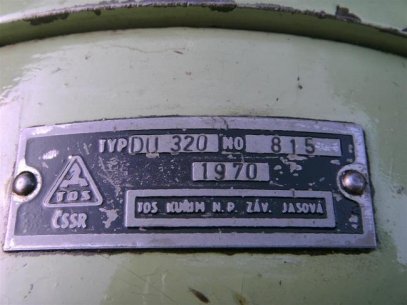 TYP DU 320 NO 815
1970
TOS
ČSSR
TOS KUŘIM N.P. ZÁV. JASOVÁ